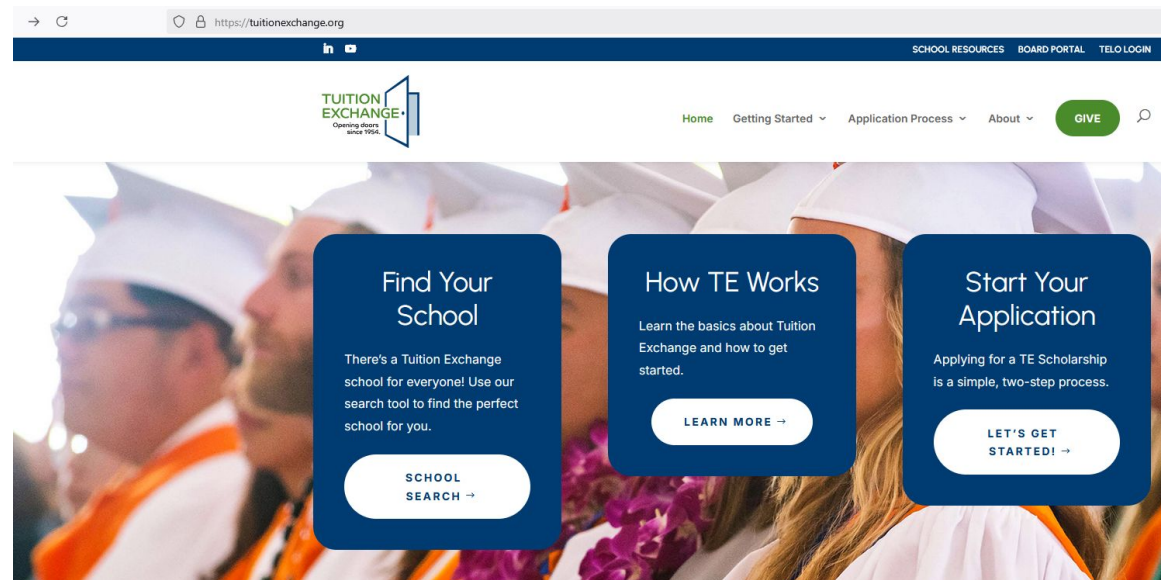 https://tuitionexchange.org
in
SCHOOL RESOURCES BOARD PORTAL TELO LOGIN
TUITION
EXCHANGE
Opening doors
since 1954.
Home Getting Started Application Process About GIVE
Find Your
School
There's a Tuition Exchange
school for everyone! Use our
search tool to find the perfect
school for you.
SCHOOL
SEARCH →
How TE Works
Learn the basics about Tuition
Exchange and how to get
started.
LEARN MORE →
Start Your
Application
Applying for a TE Scholarship
is a simple, two-step process.
LET'S GET
STARTED! →